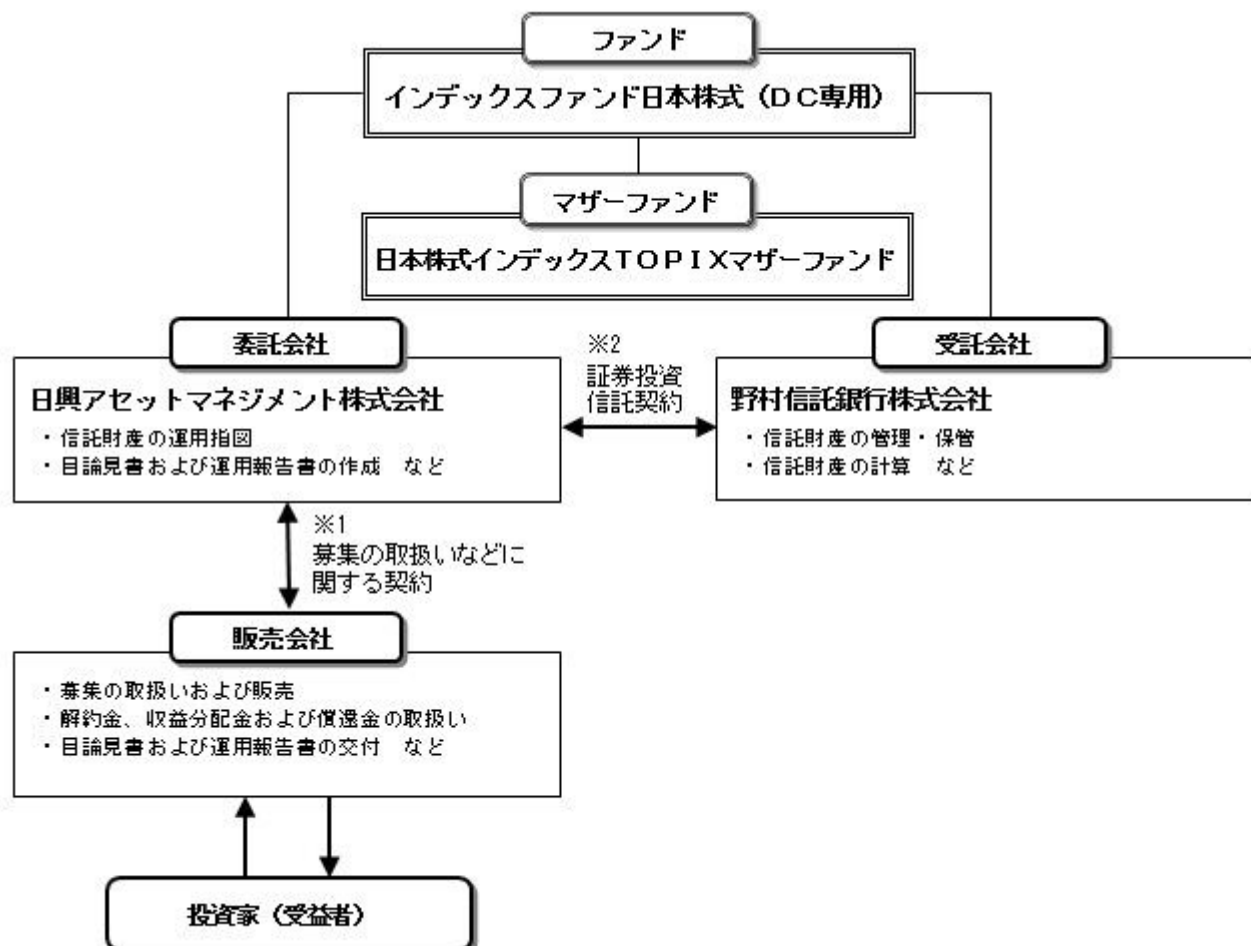 ファンド
インデックスファンド日本株式（ＤＣ専用）
マザーファンド
日本株式インデックスＴＯＰＩＸマザーファンド
委託会社
日興アセットマネジメント株式会社
・信託財産の運用指図
・目論見書および運用報告書の作成　など
※2
証券投資
信託契約
受託会社
野村信託銀行株式会社
・信託財産の管理・保管
・信託財産の計算　など
※1
募集の取扱いなどに
関する契約
販売会社
・募集の取扱いおよび販売
・解約金、収益分配金および償還金の取扱い
・目論見書および運用報告書の交付　など
投資家（受益者）